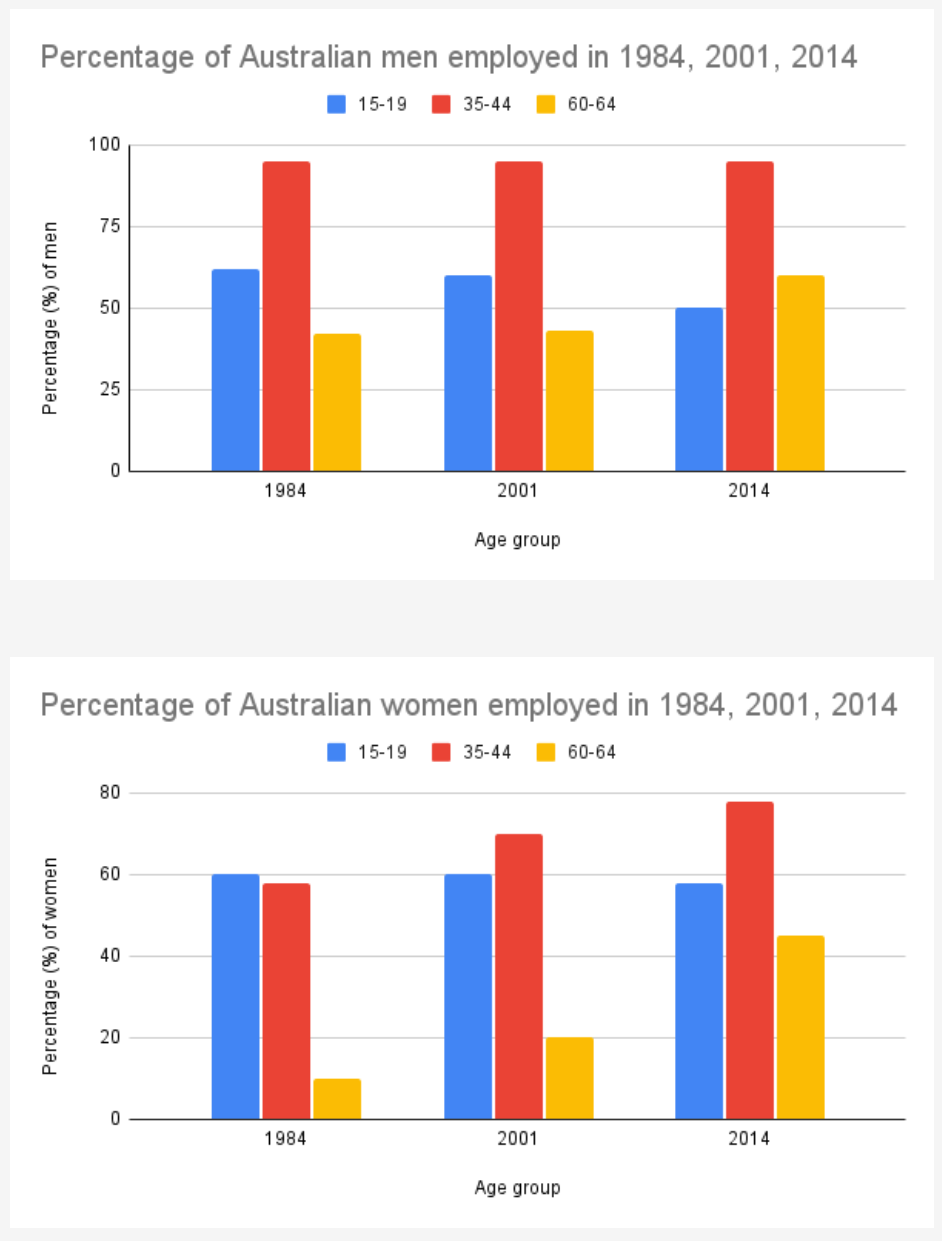 Percentage of Australian men employed in 1984, 2001, 2014
15-19 35-44 60-64
100
75
50
25
0
Percentage (%) of men
1984 2001 2014
Age group
Percentage of Australian women employed in 1984, 2001, 2014
15-19 35-44 60-64
80
60
40
20
0
Percentage (%) of women
1984 2001 2014
Age group